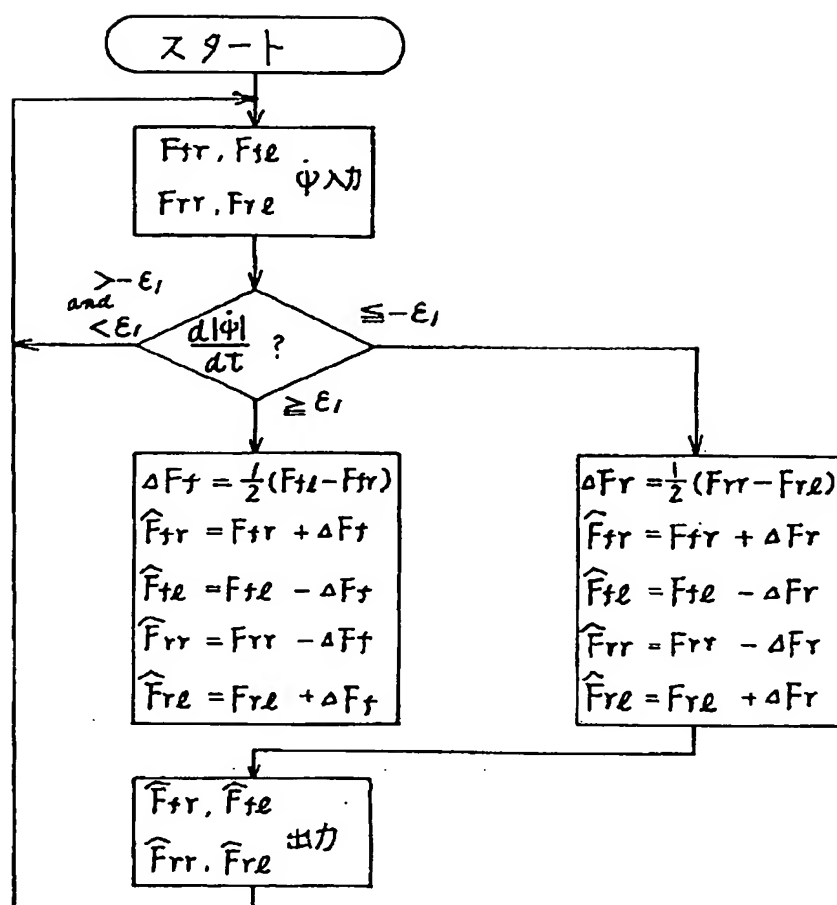 スタート
Ffr, Ffl
Frr, Frl
ψ̇入力
>-ε1
and
<ε1
d|ψ̇|
dt
?
≦-ε1
≧ε1
ΔFf = 1/2(Ffl-Ffr)
F̂fr = Ffr + ΔFf
F̂fl = Ffl - ΔFf
F̂rr = Frr - ΔFf
F̂rl = Frl + ΔFf
ΔFr = 1/2(Frr-Frl)
F̂fr = Ffr + ΔFr
F̂fl = Ffl - ΔFr
F̂rr = Frr - ΔFr
F̂rl = Frl + ΔFr
F̂fr, F̂fl
F̂rr, F̂rl
出力